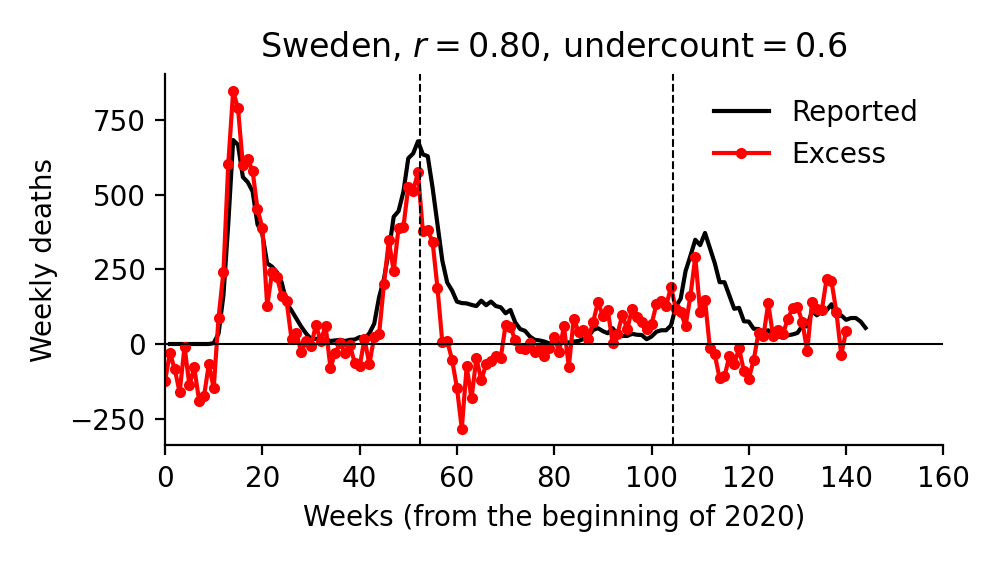 Sweden, r = 0.80, undercount = 0.6
Reported
Excess
Weekly deaths
750
500
250
0
−250
0 20 40 60 80 100 120 140 160
Weeks (from the beginning of 2020)